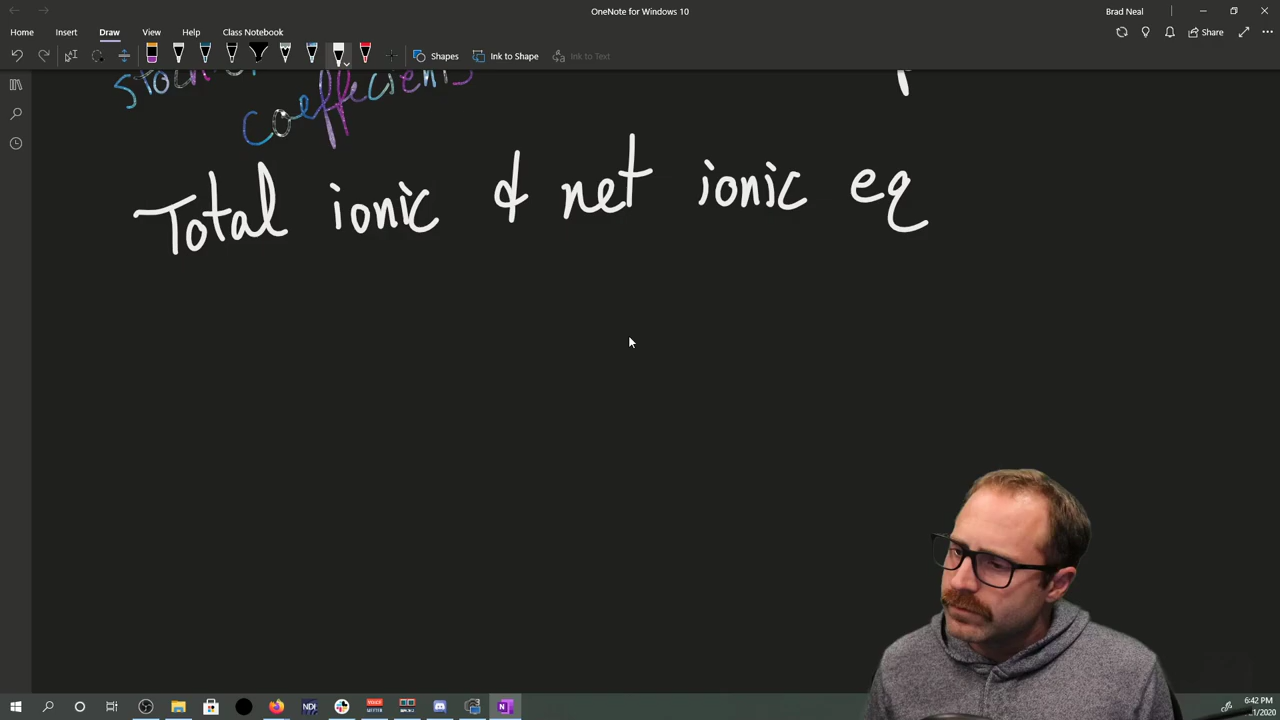 OneNote for Windows 10
Brad Neal
Home Insert Draw View Help Class Notebook
Share
Shapes Ink to Shape Ink to Text
coefficients
Total ionic & net ionic eq
6:42 PM